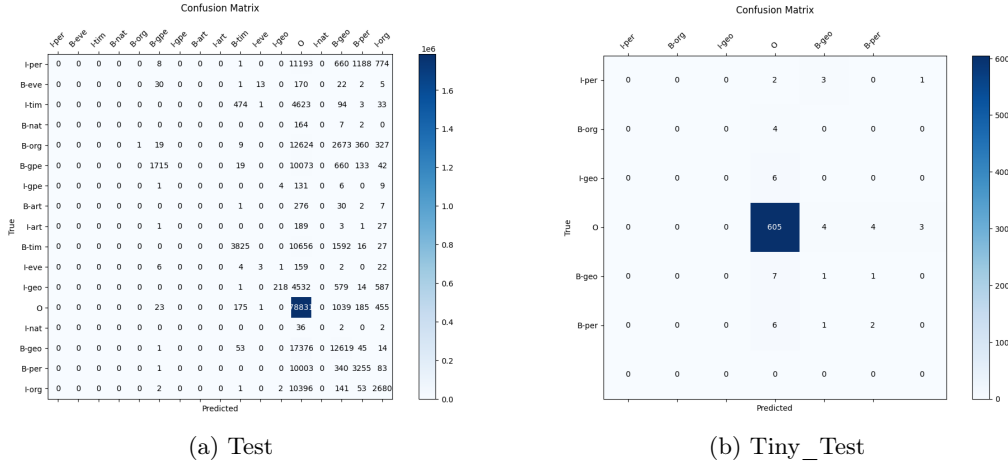 Confusion Matrix
I-per B-eve I-tim B-nat B-org B-gpe I-gpe B-art I-art B-tim I-eve I-geo O I-nat B-geo B-per I-org
I-per 0 0 0 0 0 8 0 0 0 1 0 0 11193 0 660 1188 774
B-eve 0 0 0 0 0 30 0 0 0 1 13 0 170 0 22 2 5
I-tim 0 0 0 0 0 0 0 0 0 474 1 0 4623 0 94 3 33
B-nat 0 0 0 0 0 0 0 0 0 0 0 0 164 0 7 2 0
B-org 0 0 0 0 1 19 0 0 0 9 0 0 12624 0 2673 360 327
B-gpe 0 0 0 0 0 1715 0 0 0 19 0 0 10073 0 660 133 42
I-gpe 0 0 0 0 0 1 0 0 0 0 0 4 131 0 6 0 9
B-art 0 0 0 0 0 0 0 0 0 1 0 0 276 0 30 2 7
I-art 0 0 0 0 0 1 0 0 0 0 0 0 189 0 3 1 27
B-tim 0 0 0 0 0 0 0 0 0 3825 0 0 10656 0 1592 16 27
I-eve 0 0 0 0 0 6 0 0 0 4 3 1 159 0 2 0 22
I-geo 0 0 0 0 0 0 0 0 0 1 0 218 4532 0 579 14 587
O 0 0 0 0 0 23 0 0 0 175 1 0 0 1039 185 455
I-nat 0 0 0 0 0 0 0 0 0 0 0 0 36 0 2 0 2
B-geo 0 0 0 0 0 1 0 0 0 53 0 0 17376 0 12619 45 14
B-per 0 0 0 0 0 1 0 0 0 0 0 0 10003 0 340 3255 83
I-org 0 0 0 0 0 2 0 0 0 1 0 2 10396 0 141 53 2680
True
Predicted
1e6
1.6
1.4
1.2
1.0
0.8
0.6
0.4
0.2
0.0
(a) Test
Confusion Matrix
I-per B-org I-geo O B-geo B-per
I-per 0 0 0 2 3 0 1
B-org 0 0 0 4 0 0 0
I-geo 0 0 0 6 0 0 0
O 0 0 0 605 4 4 3
B-geo 0 0 0 7 1 1 0
B-per 0 0 0 6 1 2 0
0 0 0 0 0 0 0
True
Predicted
600
500
400
300
200
100
0
(b) Tiny_Test